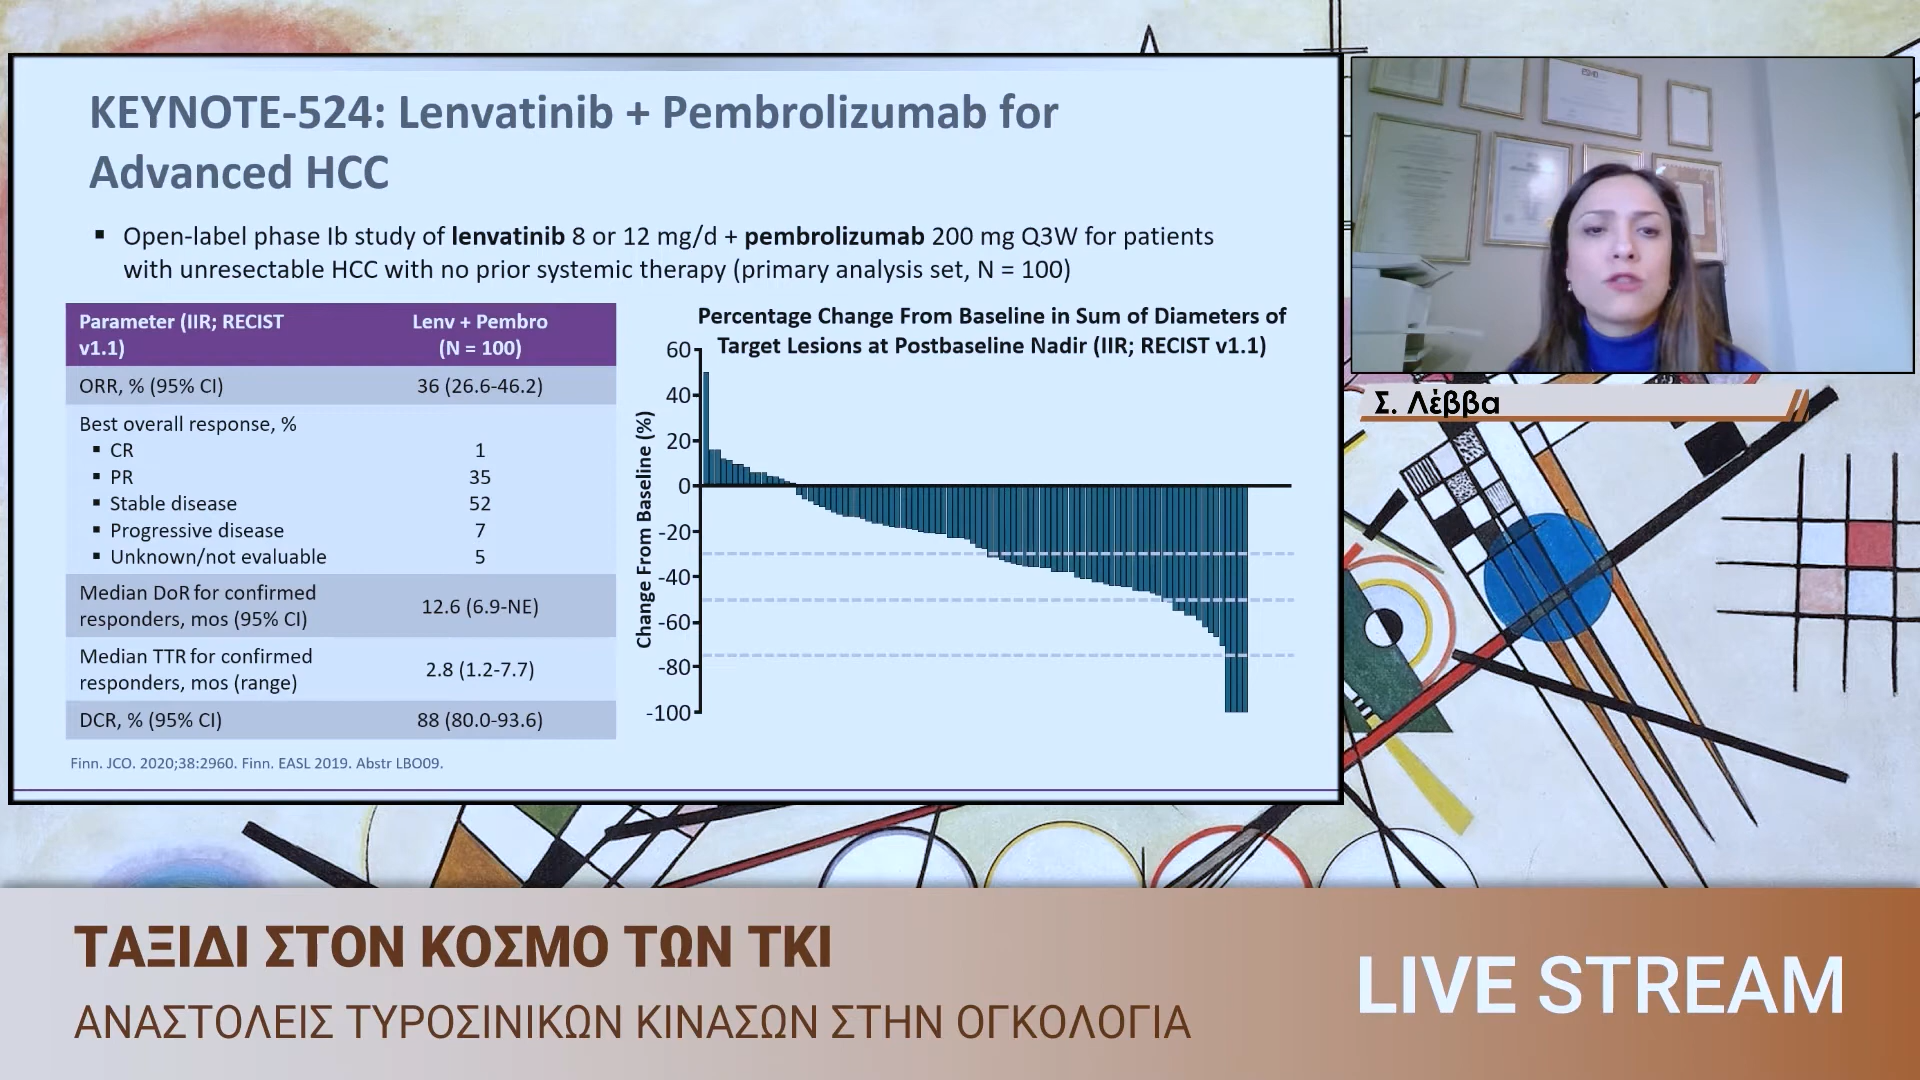 KEYNOTE-524: Lenvatinib + Pembrolizumab for
Advanced HCC
▪ Open-label phase Ib study of lenvatinib 8 or 12 mg/d + pembrolizumab 200 mg Q3W for patients
with unresectable HCC with no prior systemic therapy (primary analysis set, N = 100)
Parameter (IIR; RECIST v1.1) Lenv + Pembro (N = 100)
ORR, % (95% CI) 36 (26.6-46.2)
Best overall response, %
▪ CR 1
▪ PR 35
▪ Stable disease 52
▪ Progressive disease 7
▪ Unknown/not evaluable 5
Median DoR for confirmed
responders, mos (95% CI) 12.6 (6.9-NE)
Median TTR for confirmed
responders, mos (range) 2.8 (1.2-7.7)
DCR, % (95% CI) 88 (80.0-93.6)
Percentage Change From Baseline in Sum of Diameters of
Target Lesions at Postbaseline Nadir (IIR; RECIST v1.1)
Change From Baseline (%)
60
40
20
0
-20
-40
-60
-80
-100
Finn. JCO. 2020;38:2960. Finn. EASL 2019. Abstr LBO09.
Σ. Λέββα
ΤΑΞΙΔΙ ΣΤΟΝ ΚΟΣΜΟ ΤΩΝ ΤΚΙ
ΑΝΑΣΤΟΛΕΙΣ ΤΥΡΟΣΙΝΙΚΩΝ ΚΙΝΑΣΩΝ ΣΤΗΝ ΟΓΚΟΛΟΓΙΑ
LIVE STREAM